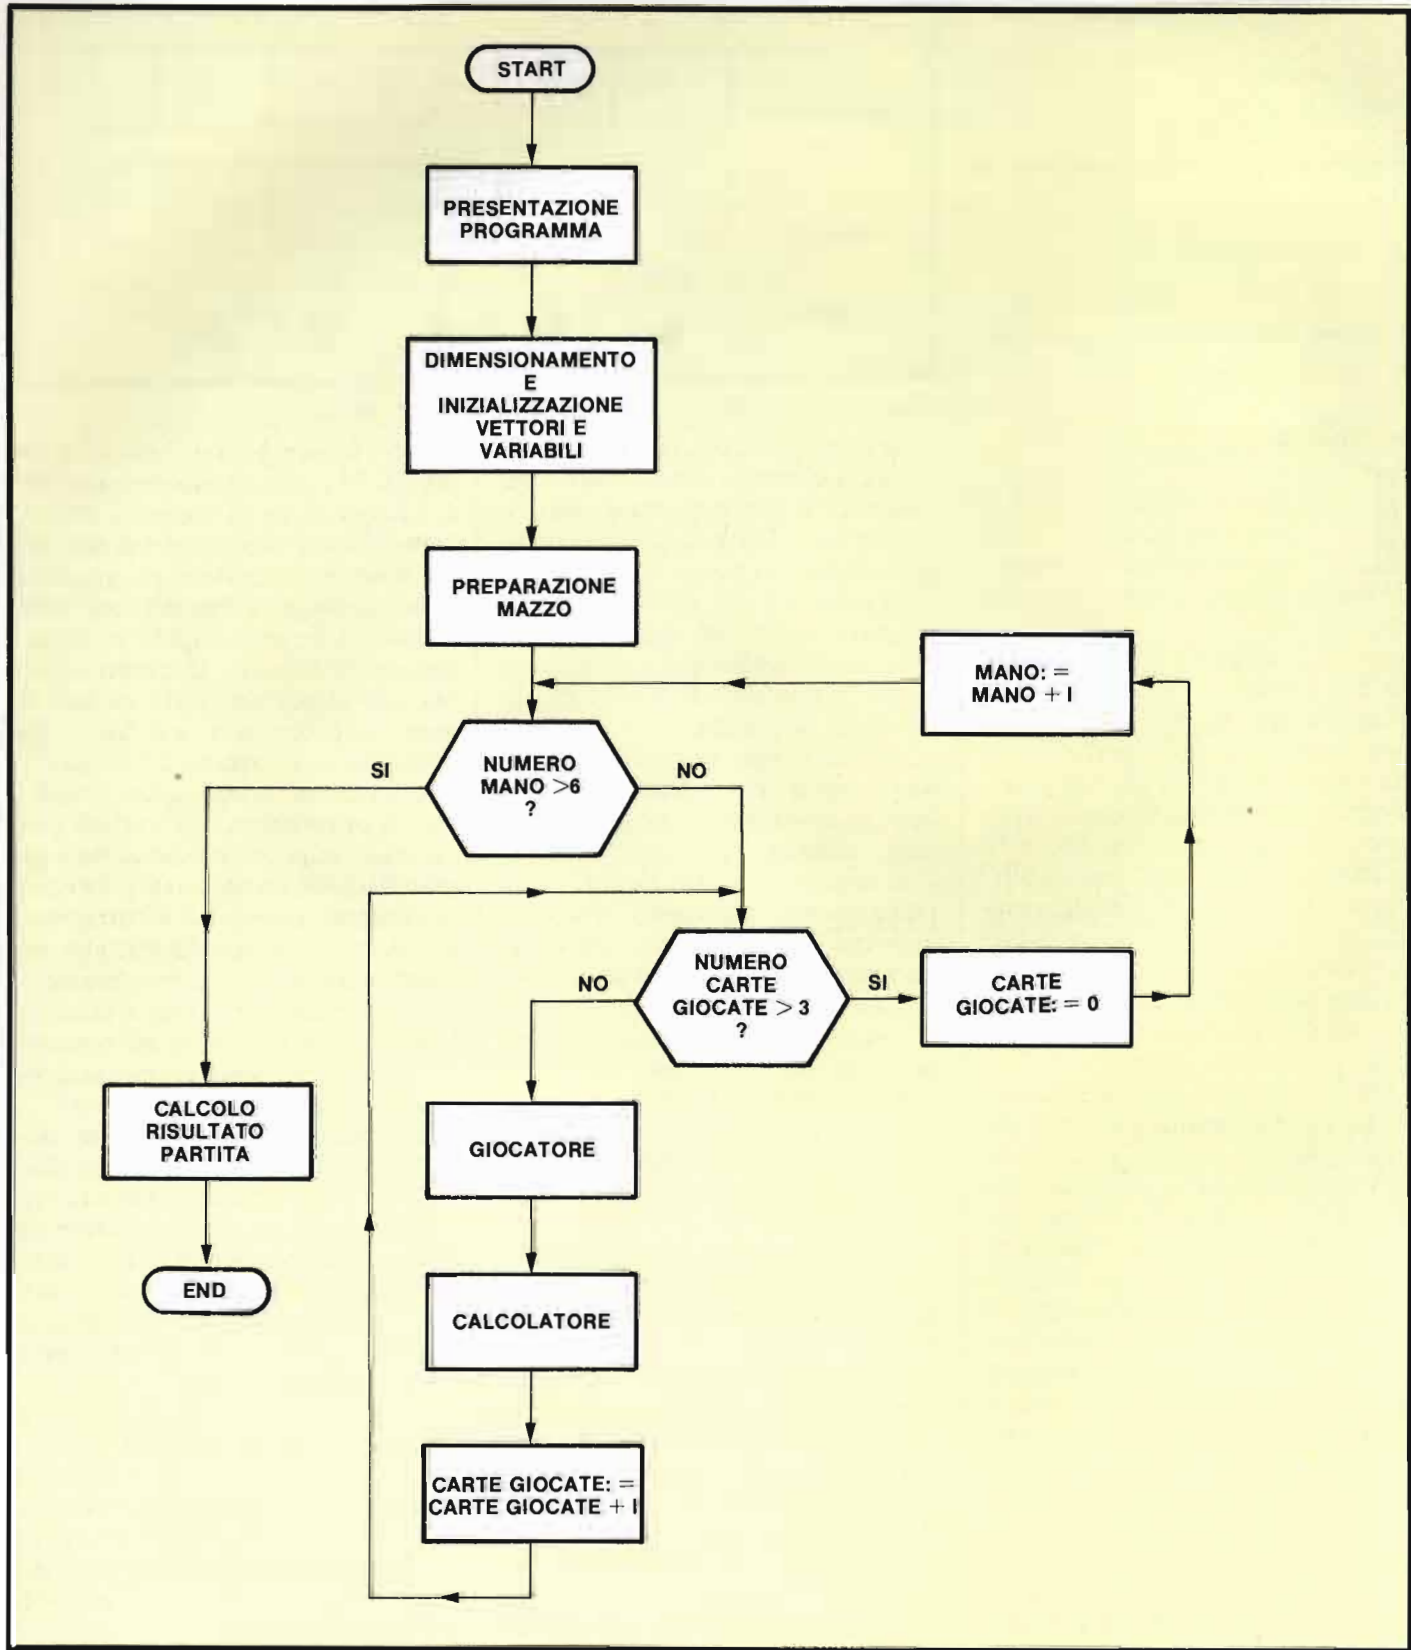 START
PRESENTAZIONE
PROGRAMMA
DIMENSIONAMENTO
E
INIZIALIZZAZIONE
VETTORI E
VARIABILI
PREPARAZIONE
MAZZO
MANO: =
MANO + I
SI
NUMERO
MANO >6
?
NO
NO
NUMERO
CARTE
GIOCATE > 3
?
SI
CARTE
GIOCATE: = 0
CALCOLO
RISULTATO
PARTITA
GIOCATORE
END
CALCOLATORE
CARTE GIOCATE: =
CARTE GIOCATE + I